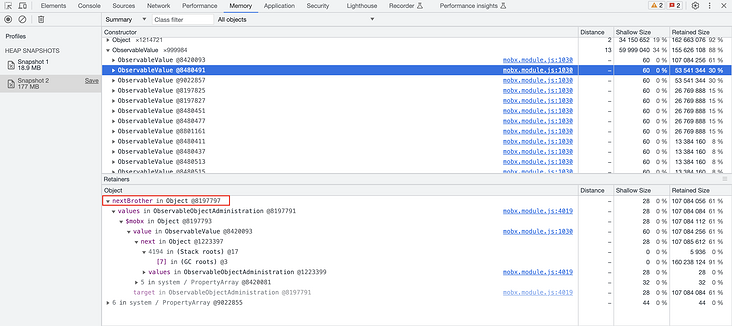 Elements Console Sources Network Performance Memory Application Security Lighthouse Recorder Performance insights 2 2
Summary Class filter All objects
Profiles
HEAP SNAPSHOTS
Snapshot 1
18.9 MB
Snapshot 2 Save
177 MB
Constructor Distance Shallow Size Retained Size
Object ×1214721 2 34 150 652 19 % 162 663 076 92 %
ObservableValue ×999984 13 59 999 040 34 % 155 626 108 88 %
ObservableValue @8420093 mobx.module.js:1030 – 60 0 % 107 084 256 61 %
ObservableValue @8480491 mobx.module.js:1030 – 60 0 % 53 541 344 30 %
ObservableValue @9022857 mobx.module.js:1030 – 60 0 % 53 541 344 30 %
ObservableValue @8197825 mobx.module.js:1030 – 60 0 % 26 769 888 15 %
ObservableValue @8197827 mobx.module.js:1030 – 60 0 % 26 769 888 15 %
ObservableValue @8480451 mobx.module.js:1030 – 60 0 % 26 769 888 15 %
ObservableValue @8480477 mobx.module.js:1030 – 60 0 % 26 769 888 15 %
ObservableValue @8801161 mobx.module.js:1030 – 60 0 % 26 769 888 15 %
ObservableValue @8480411 mobx.module.js:1030 – 60 0 % 13 384 160 8 %
ObservableValue @8480437 mobx.module.js:1030 – 60 0 % 13 384 160 8 %
ObservableValue @8480513 mobx.module.js:1030 – 60 0 % 13 384 160 8 %
ObservableValue @8595159 mobx.module.js:1030 – 60 0 % 13 384 160 8 %
Retainers
Object Distance Shallow Size Retained Size
nextBrother in Object @8197797 – 28 0 % 107 084 056 61 %
values in ObservableObjectAdministration @8197791 mobx.module.js:4019 – 28 0 % 107 084 084 61 %
$mobx in Object @8197793 – 28 0 % 107 084 112 61 %
value in ObservableValue @8420093 mobx.module.js:1030 – 60 0 % 107 084 256 61 %
next in Object @1223397 – 28 0 % 107 085 612 61 %
4194 in (Stack roots) @17 – 0 0 % 5 936 0 %
[7] in (GC roots) @3 – 0 0 % 160 238 124 91 %
values in ObservableObjectAdministration @1223399 mobx.module.js:4019 – 28 0 % 28 0 %
5 in system / PropertyArray @8420081 – 32 0 % 32 0 %
target in ObservableObjectAdministration @8197791 mobx.module.js:4019 – 28 0 % 107 084 084 61 %
6 in system / PropertyArray @9022855 – 44 0 % 44 0 %